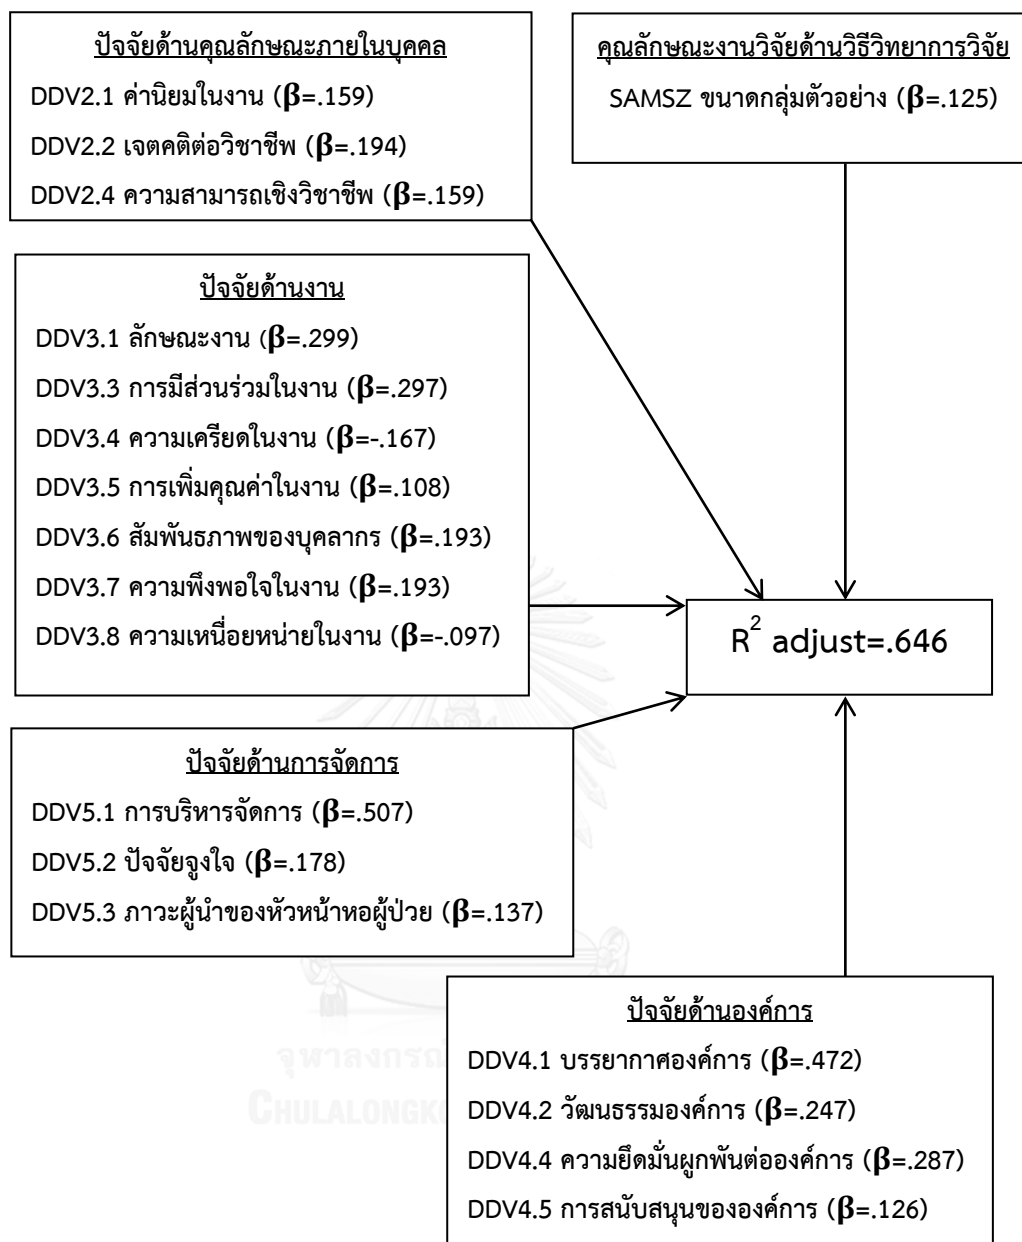 ปัจจัยด้านคุณลักษณะภายในบุคคล
DDV2.1 ค่านิยมในงาน (β=.159)
DDV2.2 เจตคติต่อวิชาชีพ (β=.194)
DDV2.4 ความสามารถเชิงวิชาชีพ (β=.159)
คุณลักษณะงานวิจัยด้านวิธีวิทยาการวิจัย
SAMSZ ขนาดกลุ่มตัวอย่าง (β=.125)
ปัจจัยด้านงาน
DDV3.1 ลักษณะงาน (β=.299)
DDV3.3 การมีส่วนร่วมในงาน (β=.297)
DDV3.4 ความเครียดในงาน (β=-.167)
DDV3.5 การเพิ่มคุณค่าในงาน (β=.108)
DDV3.6 สัมพันธภาพของบุคลากร (β=.193)
DDV3.7 ความพึงพอใจในงาน (β=.193)
DDV3.8 ความเหนื่อยหน่ายในงาน (β=-.097)
R² adjust=.646
ปัจจัยด้านการจัดการ
DDV5.1 การบริหารจัดการ (β=.507)
DDV5.2 ปัจจัยจูงใจ (β=.178)
DDV5.3 ภาวะผู้นำของหัวหน้าหอผู้ป่วย (β=.137)
ปัจจัยด้านองค์การ
DDV4.1 บรรยากาศองค์การ (β=.472)
DDV4.2 วัฒนธรรมองค์การ (β=.247)
DDV4.4 ความยึดมั่นผูกพันต่อองค์การ (β=.287)
DDV4.5 การสนับสนุนขององค์การ (β=.126)
จุฬาลงกรณ์
CHULALONGK